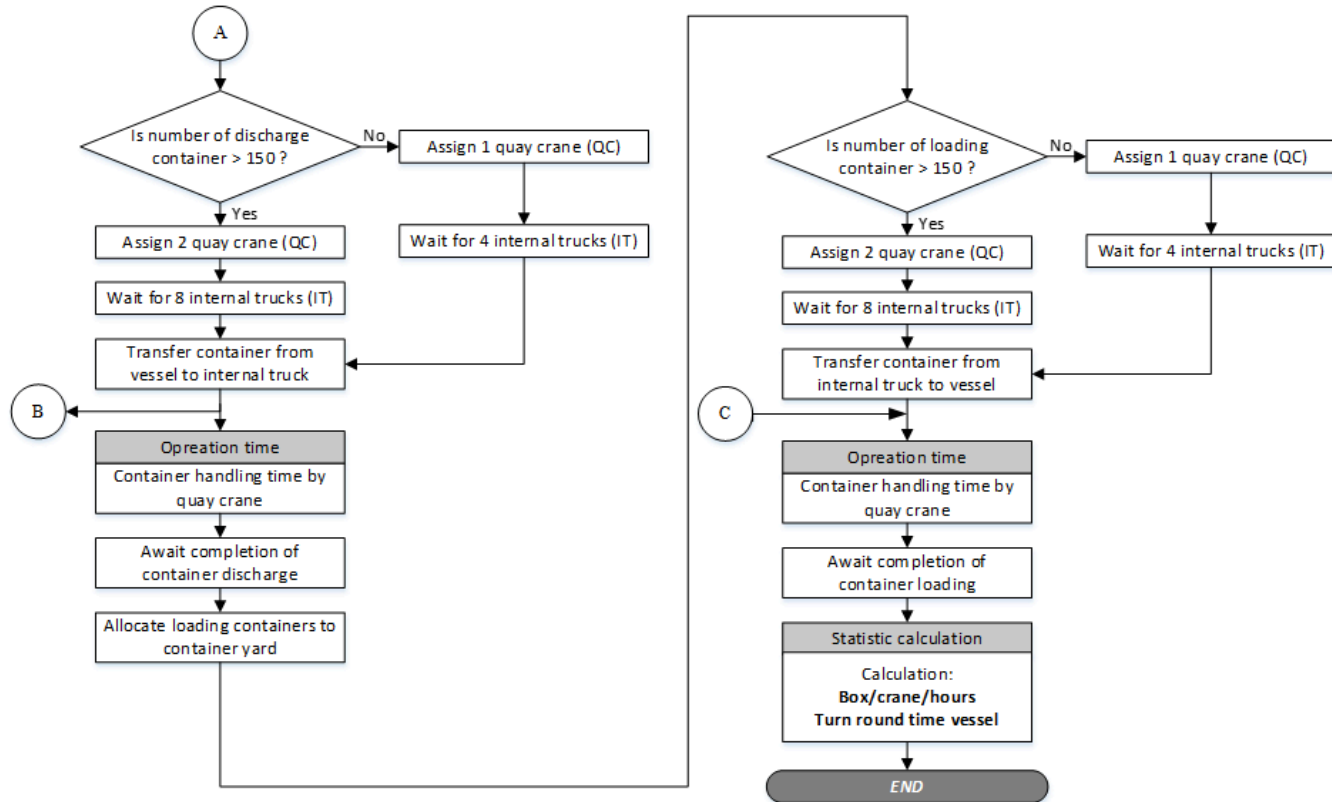 A
Is number of discharge
container > 150 ?
No
Assign 1 quay crane (QC)
Yes
Wait for 4 internal trucks (IT)
Assign 2 quay crane (QC)
Wait for 8 internal trucks (IT)
Transfer container from
vessel to internal truck
B
Opreation time
Container handling time by
quay crane
Await completion of
container discharge
Allocate loading containers to
container yard
Is number of loading
container > 150 ?
No
Assign 1 quay crane (QC)
Yes
Wait for 4 internal trucks (IT)
Assign 2 quay crane (QC)
Wait for 8 internal trucks (IT)
Transfer container from
internal truck to vessel
C
Opreation time
Container handling time by
quay crane
Await completion of
container loading
Statistic calculation
Calculation:
Box/crane/hours
Turn round time vessel
END